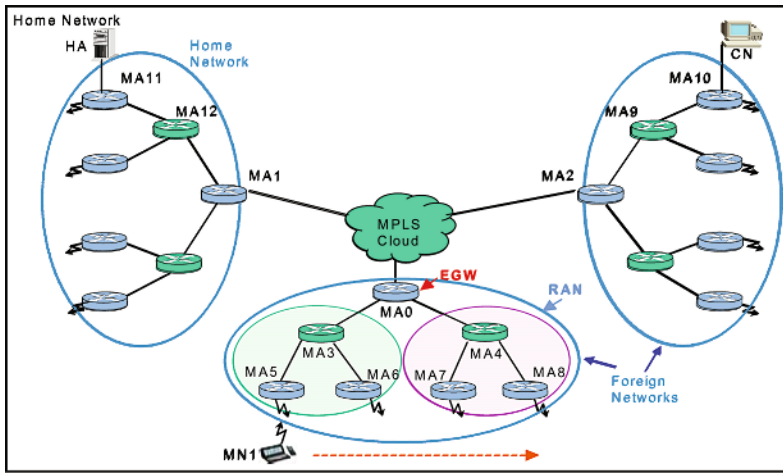 Home Network
HA
Home
Network
MA11
MA12
MA1
CN
MA10
MA9
MA2
MPLS
Cloud
EGW
RAN
MA0
MA3
MA4
MA5
MA6
MA7
MA8
Foreign
Networks
MN1